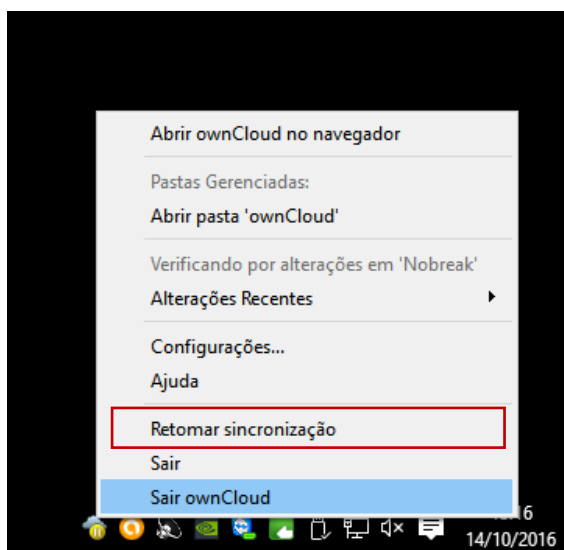 Abrir ownCloud no navegador
Pastas Gerenciadas:
Abrir pasta 'ownCloud'
Verificando por alterações em 'Nobreak'
Alterações Recentes
Configurações...
Ajuda
Retomar sincronização
Sair
Sair ownCloud
14/10/2016